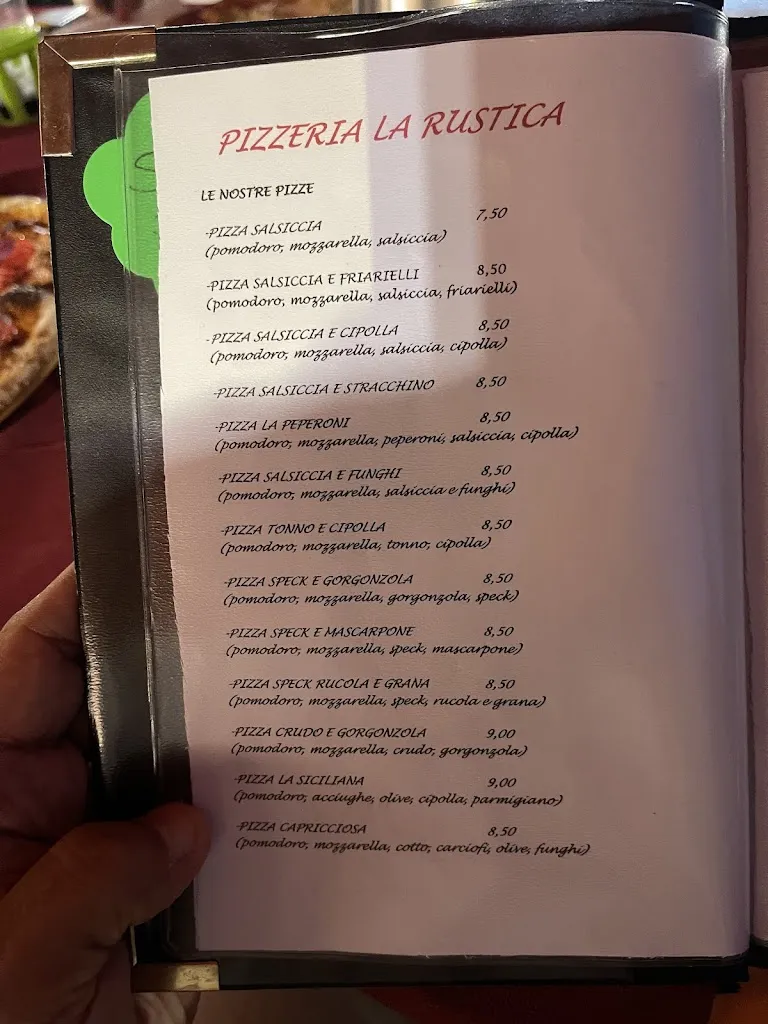 PIZZERIA LA RUSTICA
LE NOSTRE PIZZE
-PIZZA SALSICCIA 7,50
(pomodoro, mozzarella, salsiccia)
-PIZZA SALSICCIA E FRIARIELLI 8,50
(pomodoro, mozzarella, salsiccia, friarielli)
-PIZZA SALSICCIA E CIPOLLA 8,50
(pomodoro, mozzarella, salsiccia, cipolla)
-PIZZA SALSICCIA E STRACCHINO 8,50
-PIZZA LA PEPERONI 8,50
(pomodoro, mozzarella, peperoni, salsiccia, cipolla)
-PIZZA SALSICCIA E FUNGHI 8,50
(pomodoro, mozzarella, salsiccia e funghi)
-PIZZA TONNO E CIPOLLA 8,50
(pomodoro, mozzarella, tonno, cipolla)
-PIZZA SPECK E GORGONZOLA 8,50
(pomodoro, mozzarella, gorgonzola, speck)
-PIZZA SPECK E MASCARPONE 8,50
(pomodoro, mozzarella, speck, mascarpone)
-PIZZA SPECK RUCOLA E GRANA 8,50
(pomodoro, mozzarella, speck, rucola e grana)
-PIZZA CRUDO E GORGONZOLA 9,00
(pomodoro, mozzarella, crudo, gorgonzola)
-PIZZA LA SICILIANA 9,00
(pomodoro, acciughe, olive, cipolla, parmigiano)
-PIZZA CAPRICCIOSA 8,50
(pomodoro, mozzarella, cotto, carciofi, olive, funghi)